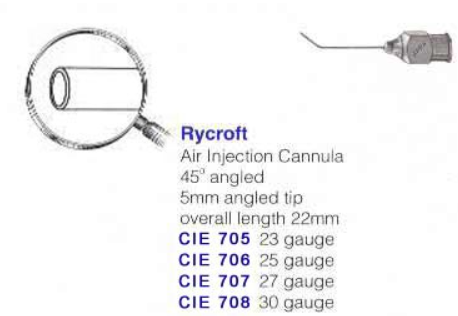 Rycroft
Air Injection Cannula
45° angled
5mm angled tip
overall length 22mm
CIE 705 23 gauge
CIE 706 25 gauge
CIE 707 27 gauge
CIE 708 30 gauge